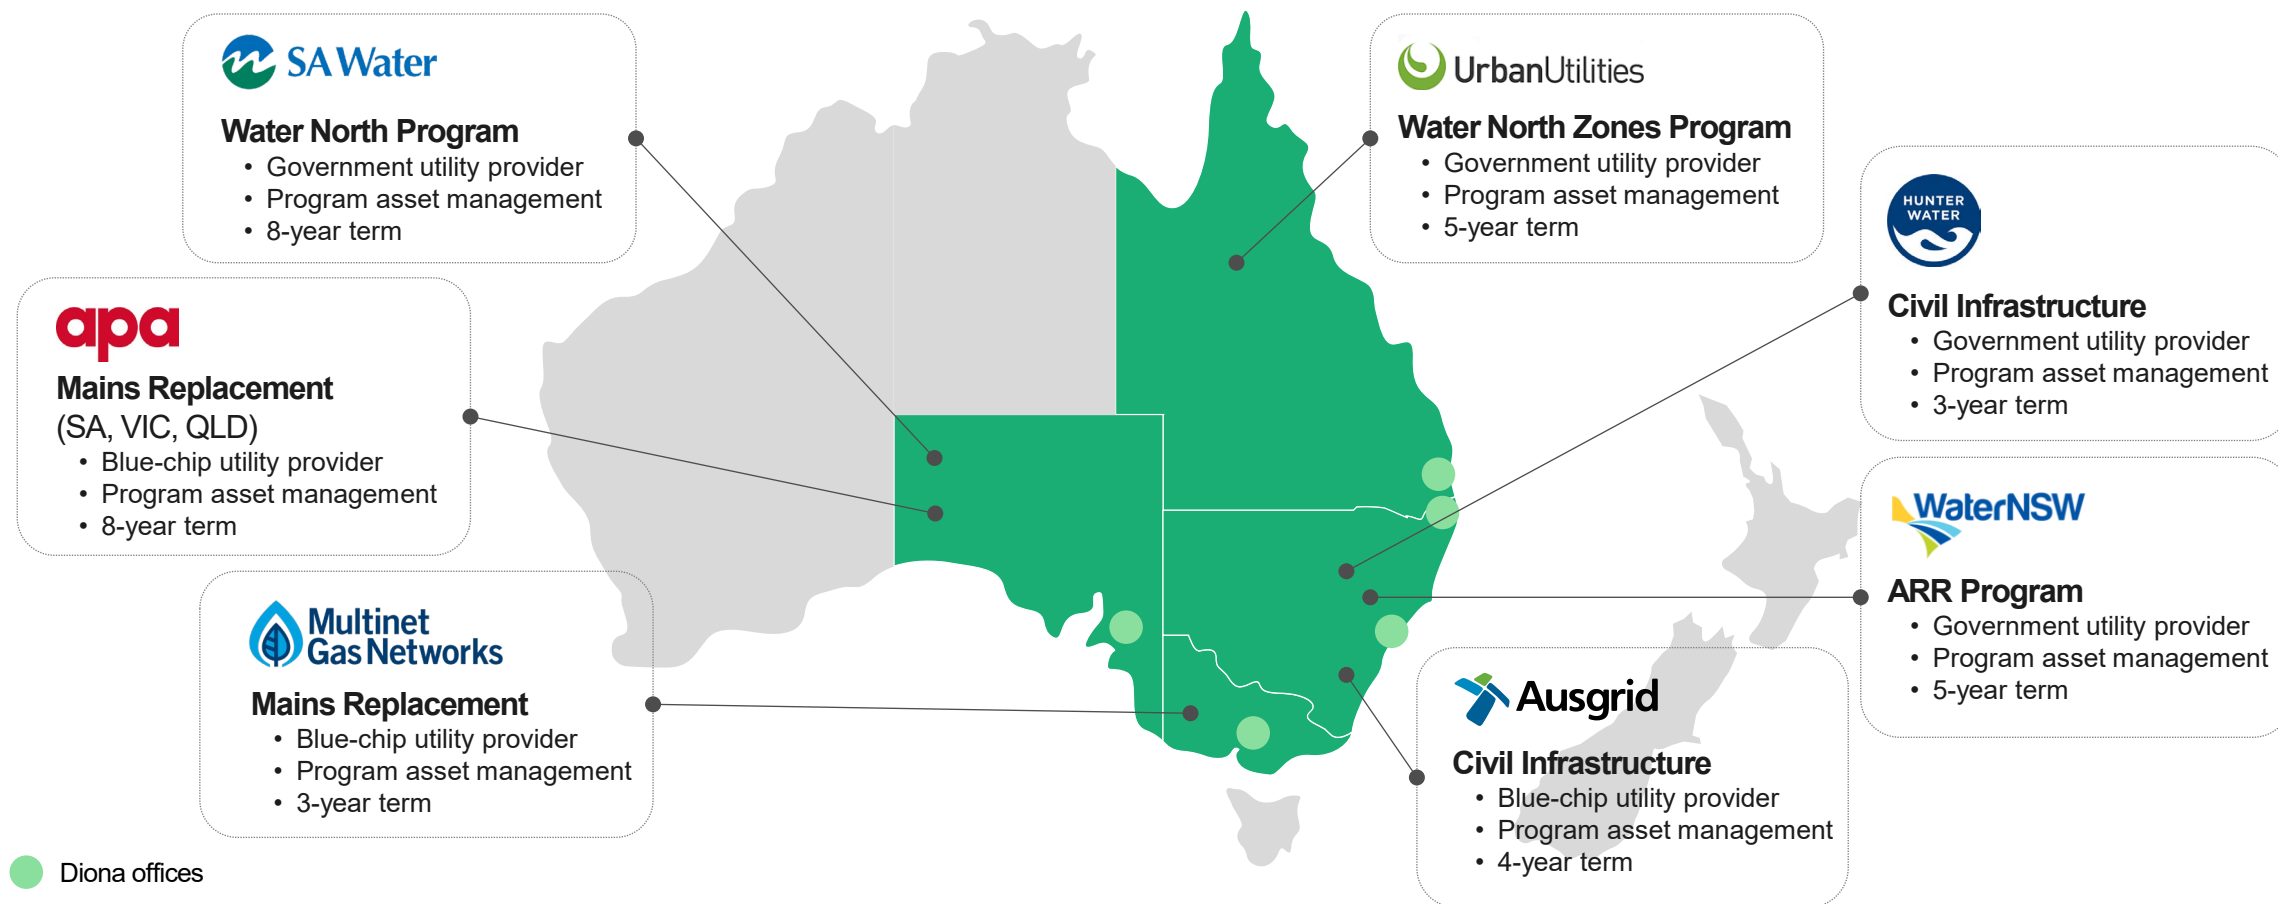 SA Water
Water North Program
• Government utility provider
• Program asset management
• 8-year term
apa
Mains Replacement
(SA, VIC, QLD)
• Blue-chip utility provider
• Program asset management
• 8-year term
Multinet
Gas Networks
Mains Replacement
• Blue-chip utility provider
• Program asset management
• 3-year term
Diona offices
UrbanUtilities
Water North Zones Program
• Government utility provider
• Program asset management
• 5-year term
HUNTER
WATER
Civil Infrastructure
• Government utility provider
• Program asset management
• 3-year term
WaterNSW
ARR Program
• Government utility provider
• Program asset management
• 5-year term
Ausgrid
Civil Infrastructure
• Blue-chip utility provider
• Program asset management
• 4-year term